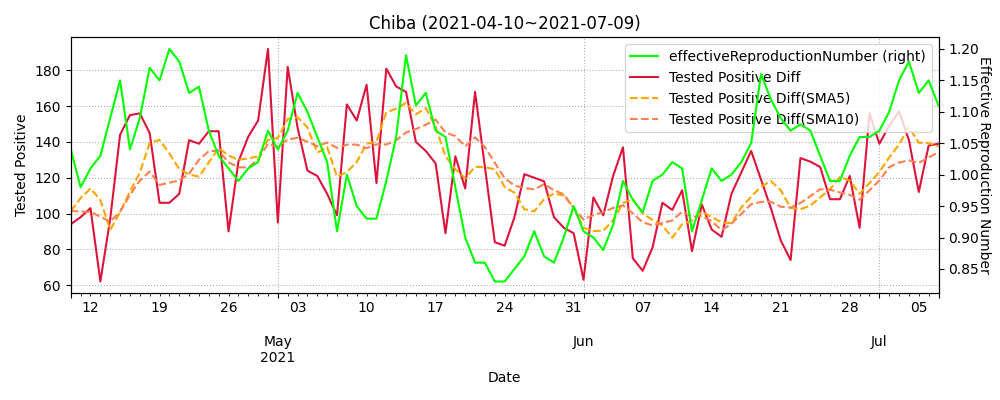 Chiba (2021-04-10~2021-07-09)
effectiveReproductionNumber (right)
Tested Positive Diff
Tested Positive Diff(SMA5)
Tested Positive Diff(SMA10)
Tested Positive
180
160
140
120
100
80
60
1.20
1.15
1.10
1.05
1.00
0.95
0.90
0.85
Effective Reproduction Number
12 19 26 03 10 17 24 31 07 14 21 28 05
May Jun Jul
2021
Date